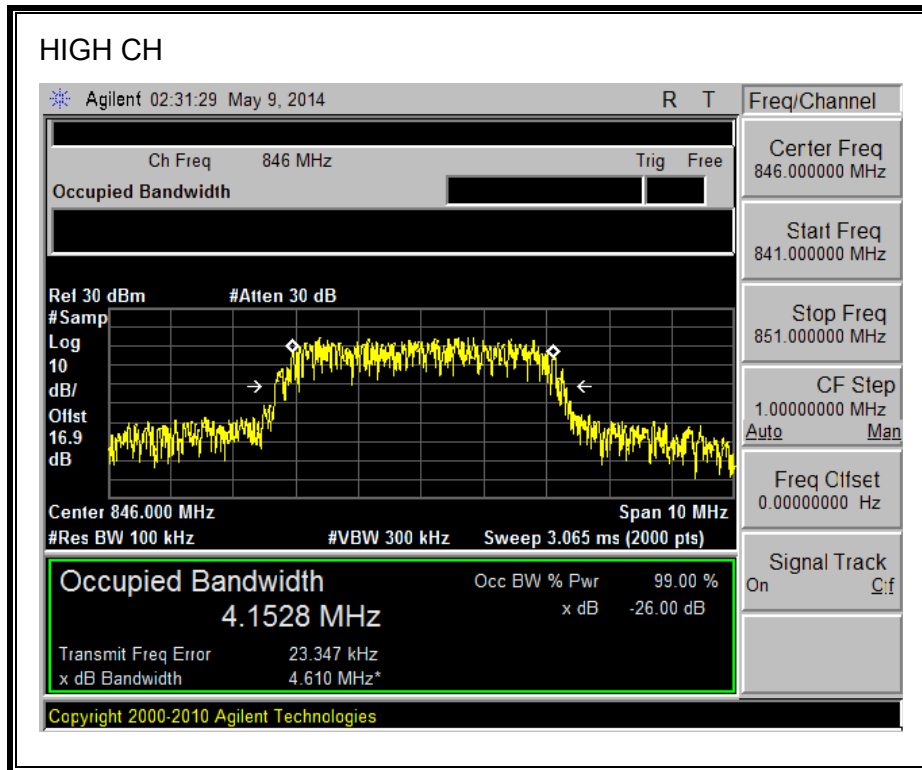 HIGH CH
Agilent 02:31:29 May 9, 2014 R T
Freq/Channel
Ch Freq 846 MHz Trig Free
Occupied Bandwidth
Center Freq
846.000000 MHz
Start Freq
841.000000 MHz
Stop Freq
851.000000 MHz
CF Step
1.00000000 MHz
Auto Man
Freq Offset
0.00000000 Hz
Signal Track
On Off
Ref 30 dBm #Atten 30 dB
#Samp
Log
10
dB/
Offst
16.9
dB
Center 846.000 MHz Span 10 MHz
#Res BW 100 kHz #VBW 300 kHz Sweep 3.065 ms (2000 pts)
Occupied Bandwidth Occ BW % Pwr 99.00 %
4.1528 MHz x dB -26.00 dB
Transmit Freq Error 23.347 kHz
x dB Bandwidth 4.610 MHz*
Copyright 2000-2010 Agilent Technologies